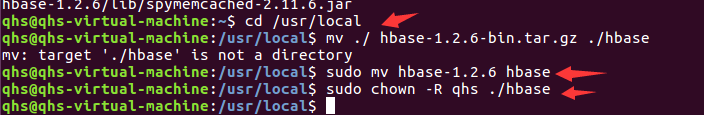 hbase-1.2.6/lib/spymemcached-2.11.6.jar
qhs@qhs-virtual-machine:~$ cd /usr/local
qhs@qhs-virtual-machine:/usr/local$ mv ./ hbase-1.2.6-bin.tar.gz ./hbase
mv: target './hbase' is not a directory
qhs@qhs-virtual-machine:/usr/local$ sudo mv hbase-1.2.6 hbase
qhs@qhs-virtual-machine:/usr/local$ sudo chown -R qhs ./hbase
qhs@qhs-virtual-machine:/usr/local$